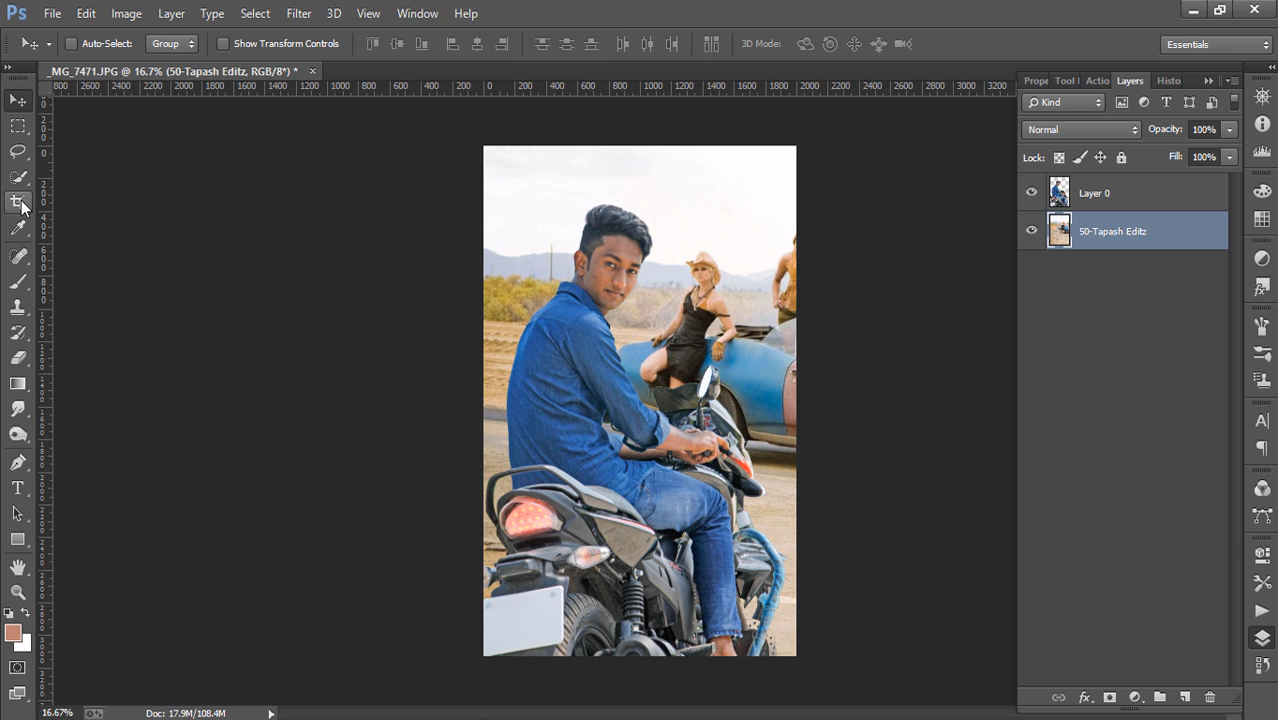 Ps File Edit Image Layer Type Select Filter 3D View Window Help
Auto-Select: Group Show Transform Controls 3D Mode: Essentials
_MG_7471.JPG @ 16.7% (50-Tapash Editz, RGB/8*) * ×
800 2600 2400 2200 2000 1800 1600 1400 1200 1000 800 600 400 200 0 200 400 600 800 1000 1200 1400 1600 1800 2000 2200 2400 2600 2800 3000 3200
Prope Tool Actio Layers Histo
Kind
Normal Opacity: 100%
Lock: Fill: 100%
Layer 0
50-Tapash Editz
16.67% Doc: 17.9M/108.4M